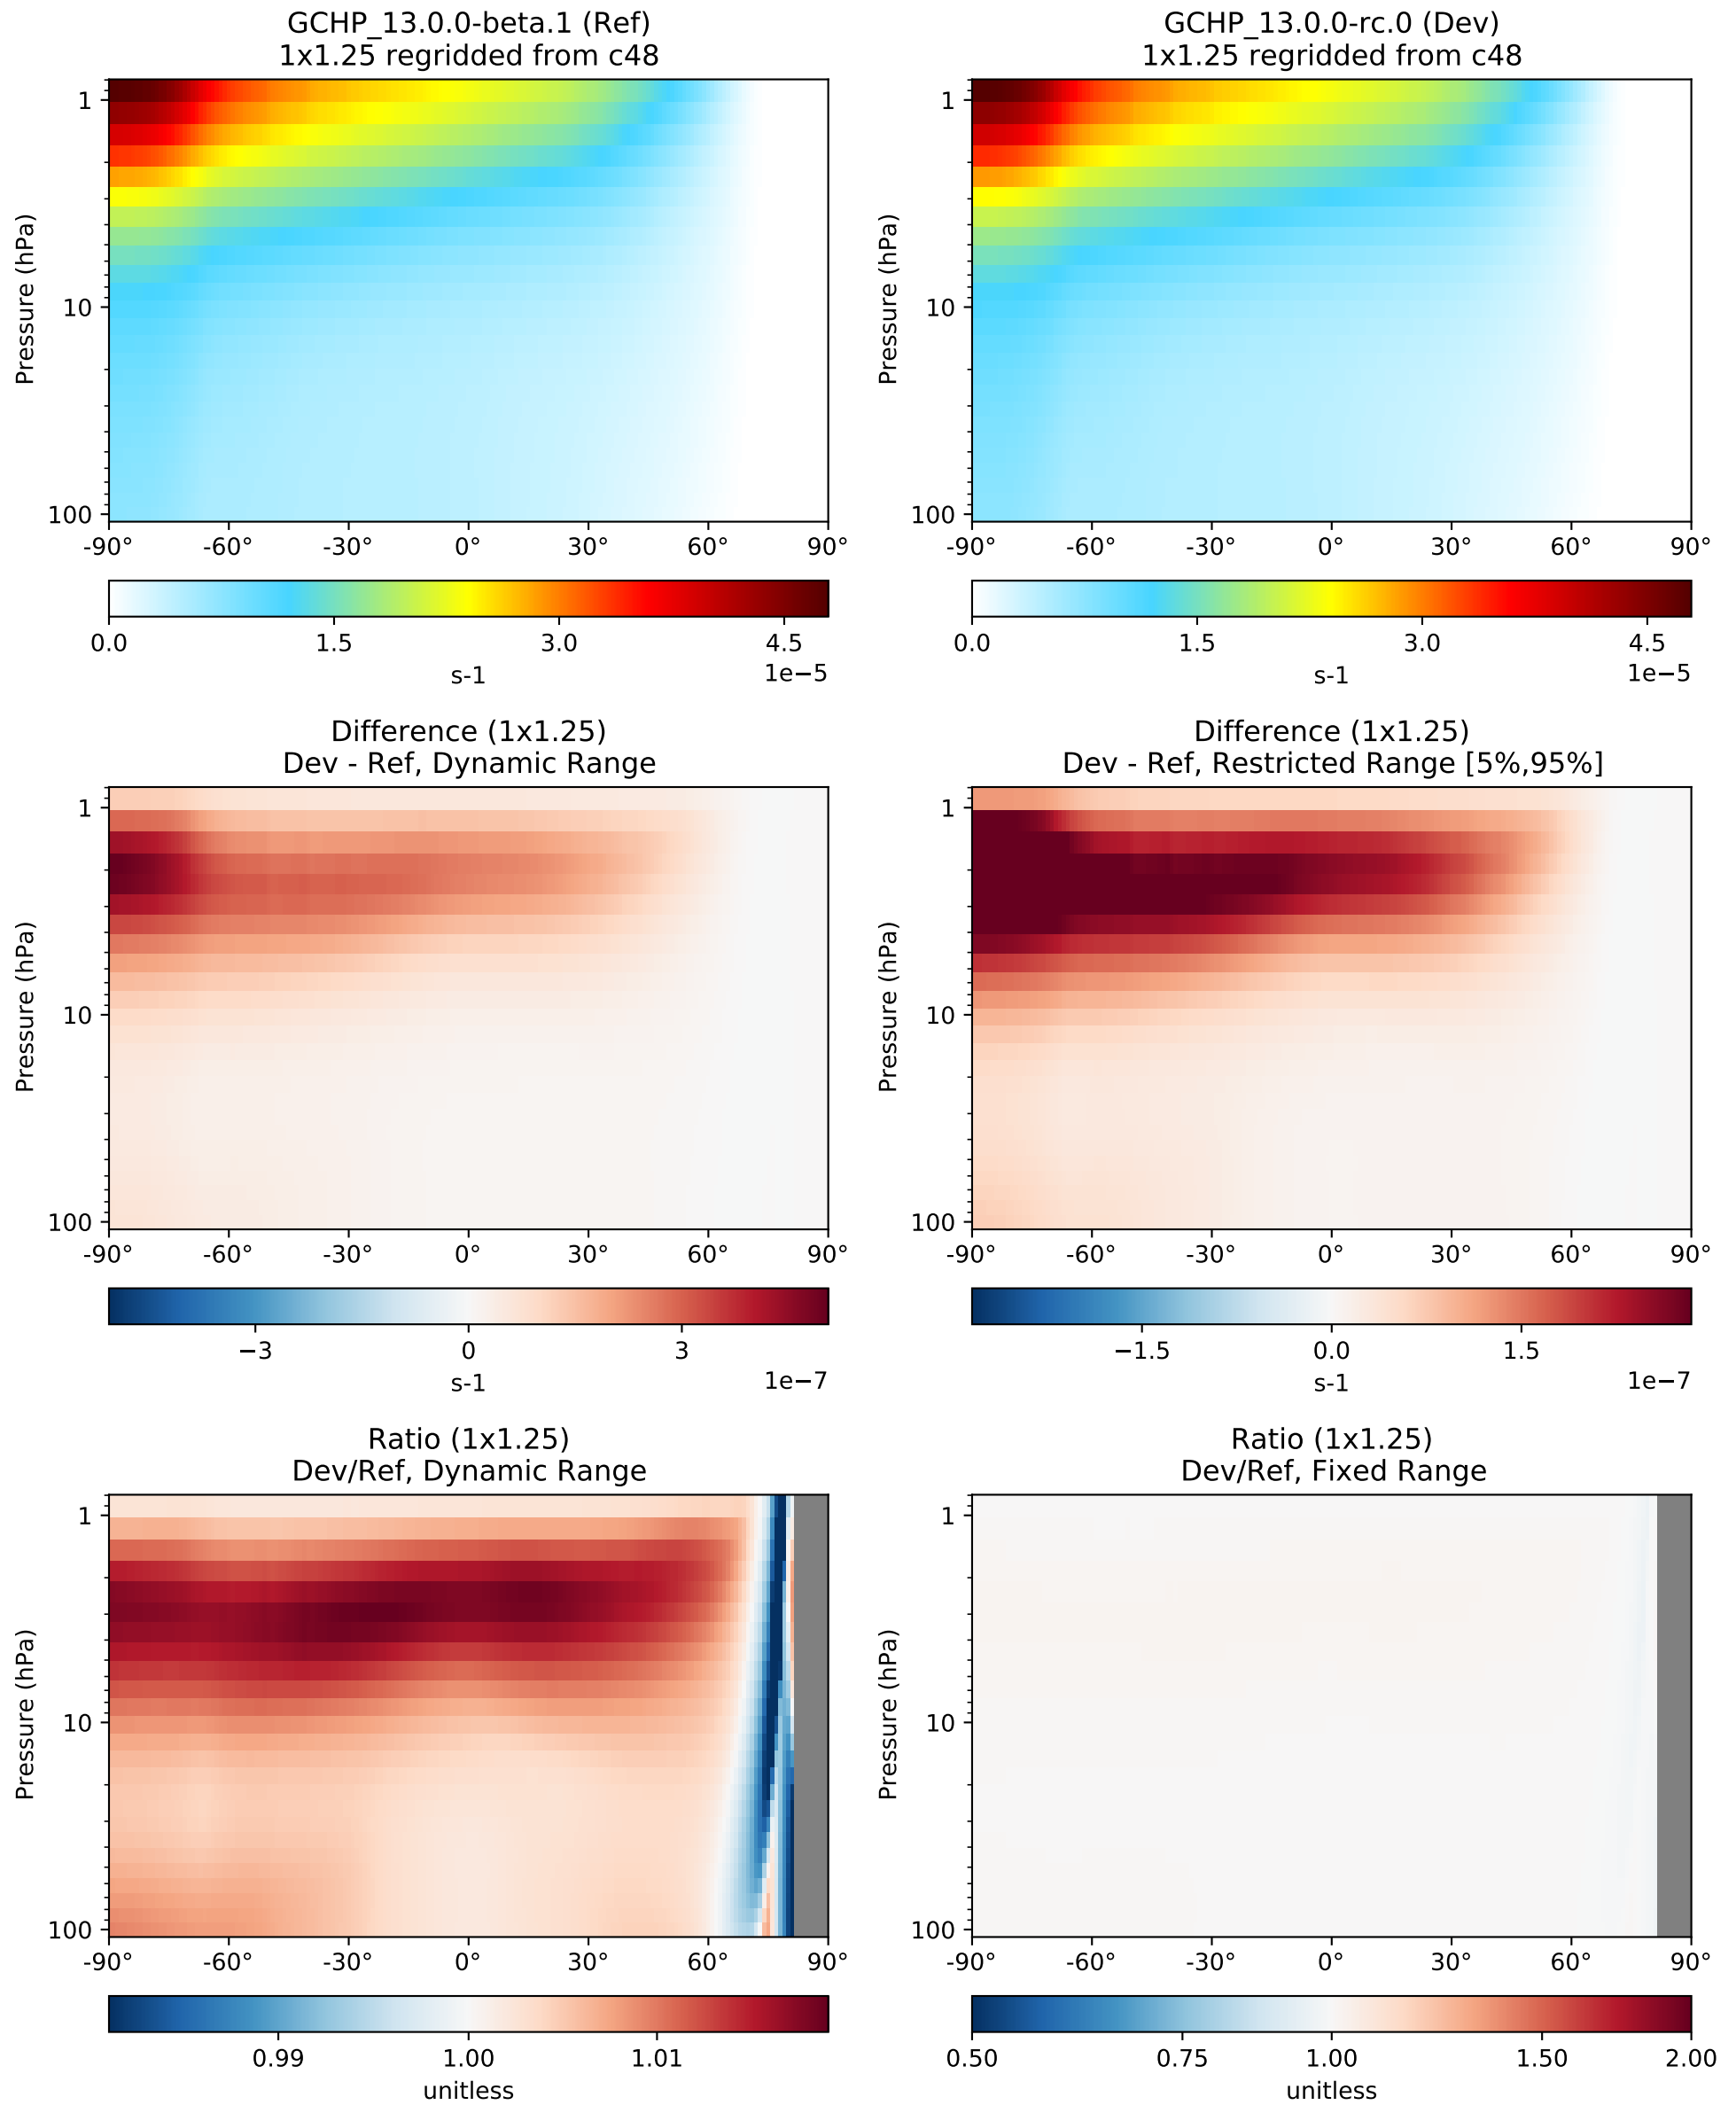 GCHP_13.0.0-beta.1 (Ref)
1x1.25 regridded from c48
GCHP_13.0.0-rc.0 (Dev)
1x1.25 regridded from c48
Pressure (hPa)
1
10
100
-90° -60° -30° 0° 30° 60° 90°
0.0 1.5 3.0 4.5
s-1
1e−5
Pressure (hPa)
1
10
100
-90° -60° -30° 0° 30° 60° 90°
0.0 1.5 3.0 4.5
s-1
1e−5
Difference (1x1.25)
Dev - Ref, Dynamic Range
Difference (1x1.25)
Dev - Ref, Restricted Range [5%,95%]
Pressure (hPa)
1
10
100
-90° -60° -30° 0° 30° 60° 90°
−3 0 3
s-1
1e−7
Pressure (hPa)
1
10
100
-90° -60° -30° 0° 30° 60° 90°
−1.5 0.0 1.5
s-1
1e−7
Ratio (1x1.25)
Dev/Ref, Dynamic Range
Ratio (1x1.25)
Dev/Ref, Fixed Range
Pressure (hPa)
1
10
100
-90° -60° -30° 0° 30° 60° 90°
0.99 1.00 1.01
unitless
Pressure (hPa)
1
10
100
-90° -60° -30° 0° 30° 60° 90°
0.50 0.75 1.00 1.50 2.00
unitless